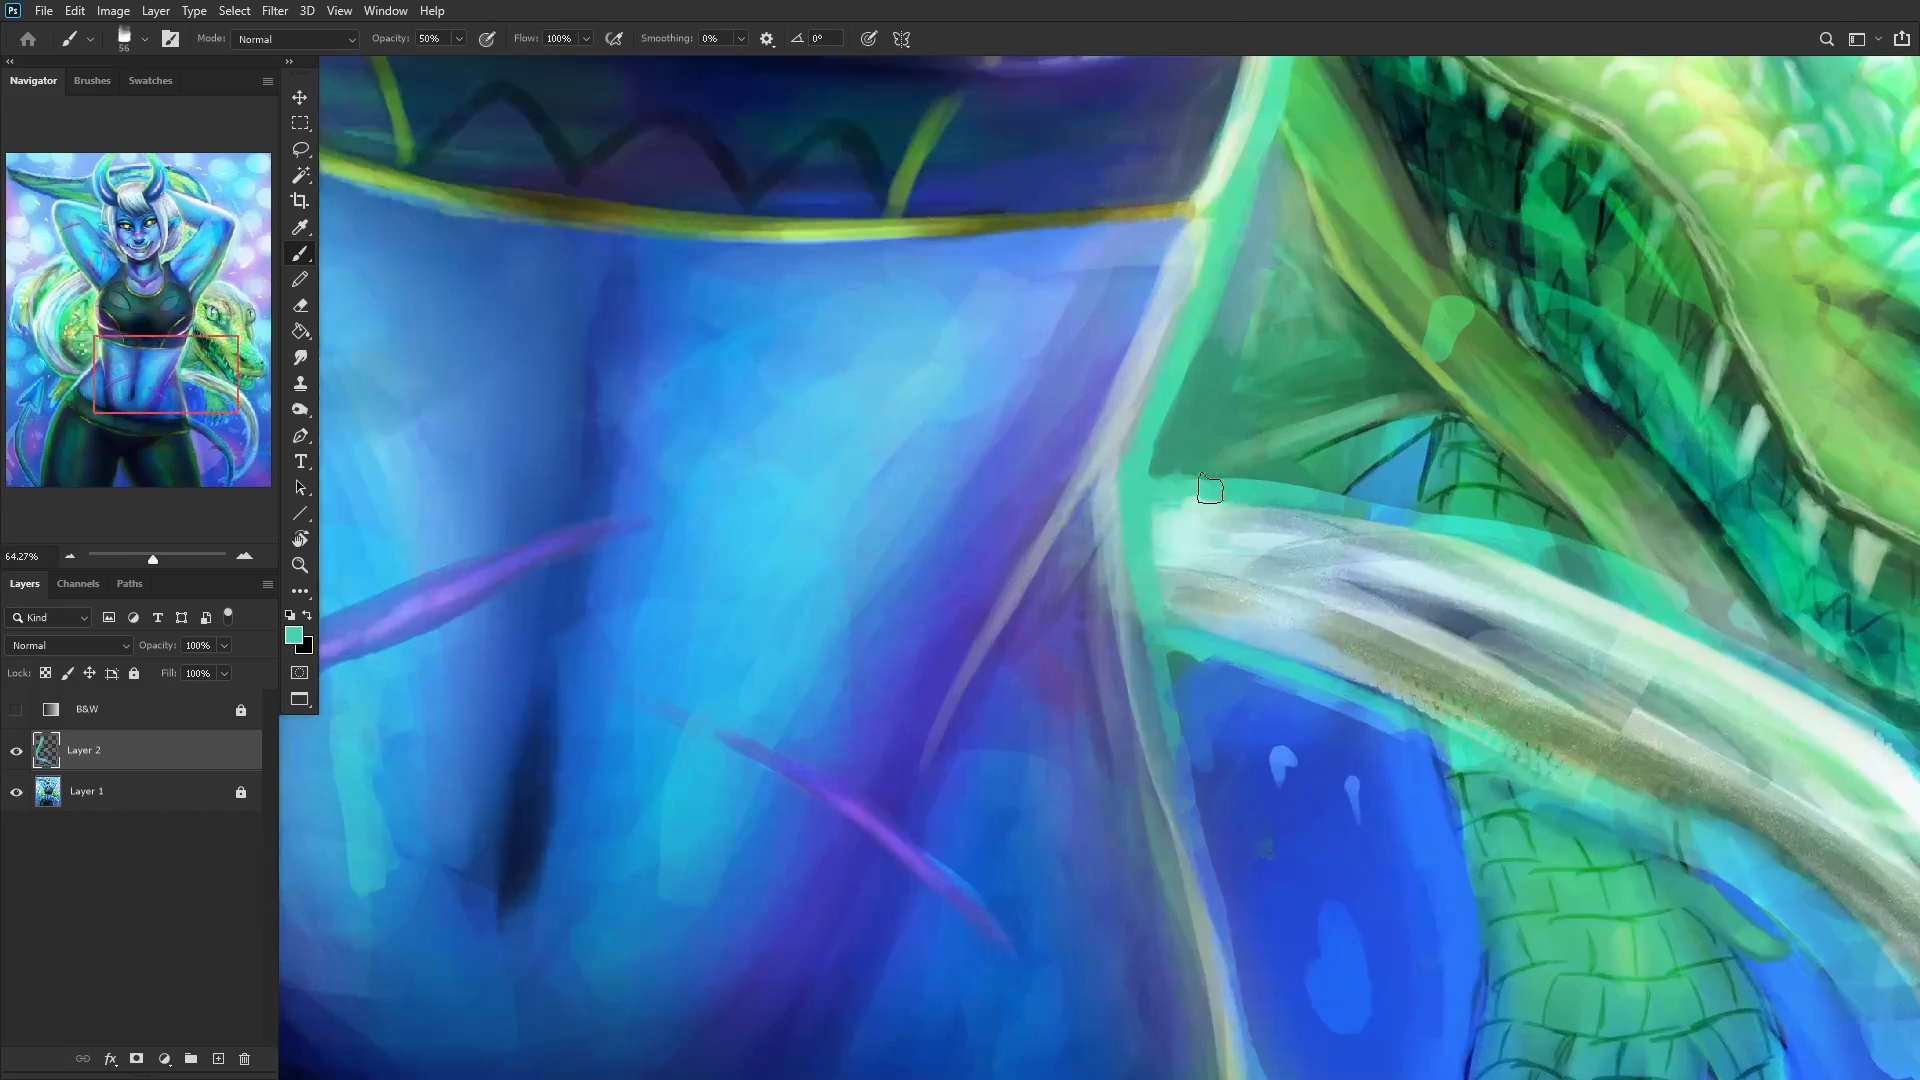 Ps File Edit Image Layer Type Select Filter 3D View Window Help
56 Mode: Normal Opacity: 50% Flow: 100% Smoothing: 0% 0°
Navigator Brushes Swatches
64.27%
Layers Channels Paths
Kind
Normal Opacity: 100%
Lock: Fill: 100%
B&W
Layer 2
Layer 1
fx